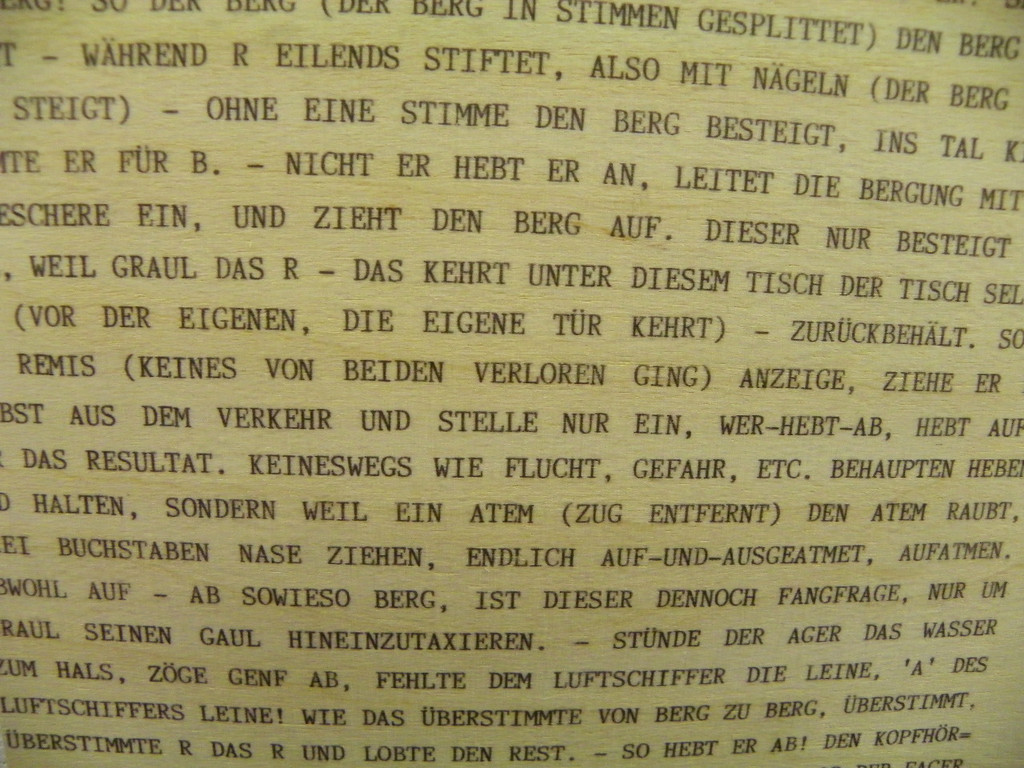 BERG! SO DER BERG (DER BERG IN STIMMEN GESPLITTET) DEN BERG
T – WÄHREND R EILENDS STIFTET, ALSO MIT NÄGELN (DER BERG
STEIGT) – OHNE EINE STIMME DEN BERG BESTEIGT, INS TAL
MTE ER FÜR B. – NICHT ER HEBT ER AN, LEITET DIE BERGUNG MIT
ESCHERE EIN, UND ZIEHT DEN BERG AUF. DIESER NUR BESTEIGT
, WEIL GRAUL DAS R – DAS KEHRT UNTER DIESEM TISCH DER TISCH SEL
(VOR DER EIGENEN, DIE EIGENE TÜR KEHRT) – ZURÜCKBEHÄLT. SO
REMIS (KEINES VON BEIDEN VERLOREN GING) ANZEIGE, ZIEHE ER
BST AUS DEM VERKEHR UND STELLE NUR EIN, WER-HEBT-AB, HEBT AUF
R DAS RESULTAT. KEINESWEGS WIE FLUCHT, GEFAHR, ETC. BEHAUPTEN HEBEN
D HALTEN, SONDERN WEIL EIN ATEM (ZUG ENTFERNT) DEN ATEM RAUBT,
EI BUCHSTABEN NASE ZIEHEN, ENDLICH AUF-UND-AUSGEATMET, AUFATMEN.
BWOHL AUF – AB SOWIESO BERG, IST DIESER DENNOCH FANGFRAGE, NUR UM
RAUL SEINEN GAUL HINEINZUTAXIEREN. – STÜNDE DER AGER DAS WASSER
ZUM HALS, ZÖGE GENF AB, FEHLTE DEM LUFTSCHIFFER DIE LEINE, 'A' DES
LUFTSCHIFFERS LEINE! WIE DAS ÜBERSTIMMTE VON BERG ZU BERG, ÜBERSTIMMT,
ÜBERSTIMMTE R DAS R UND LOBTE DEN REST. – SO HEBT ER AB! DEN KOPFHÖR=
DER EAGER